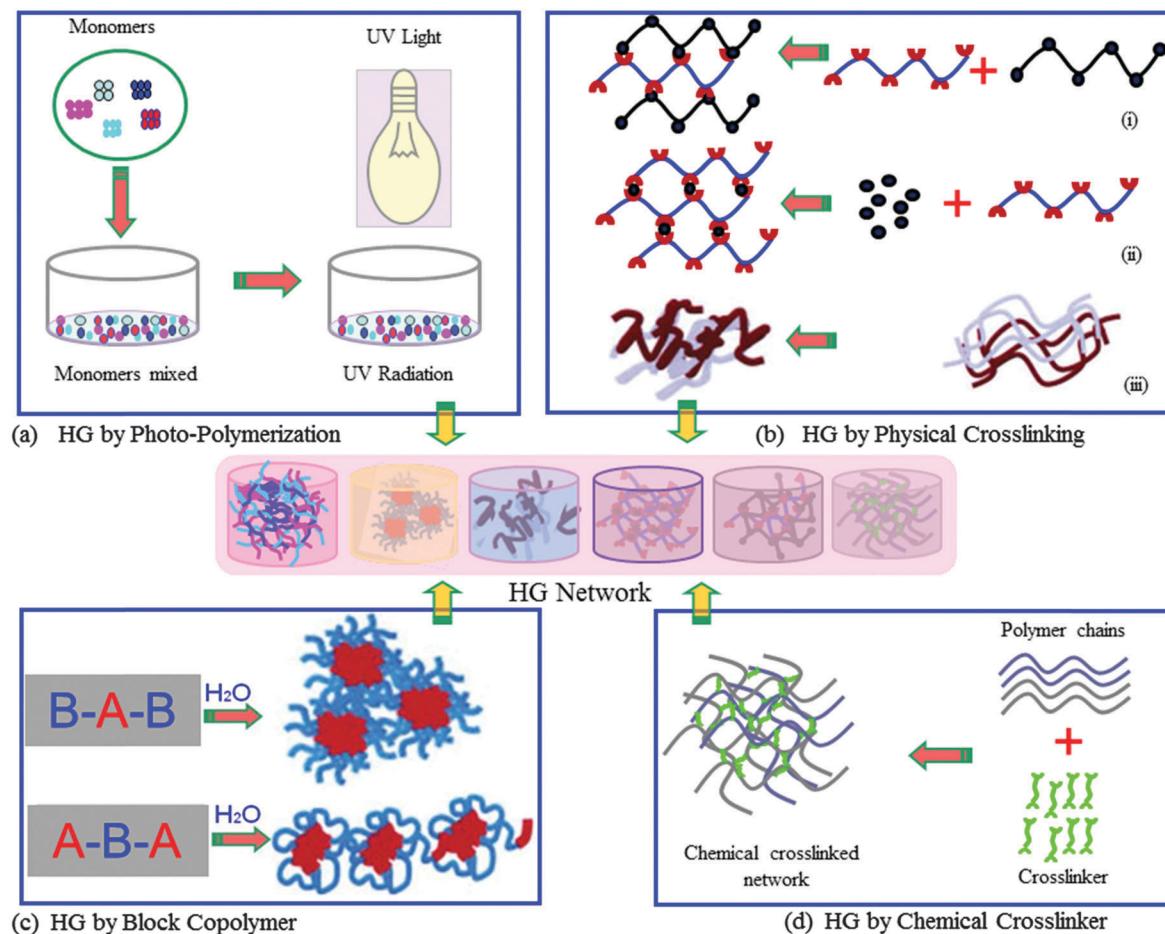 Monomers
UV Light
Monomers mixed
UV Radiation
(a) HG by Photo-Polymerization
+
(i)
+
(ii)
(iii)
(b) HG by Physical Crosslinking
HG Network
B-A-B
H₂O
A-B-A
H₂O
(c) HG by Block Copolymer
Polymer chains
+
Crosslinker
Chemical crosslinked
network
(d) HG by Chemical Crosslinker